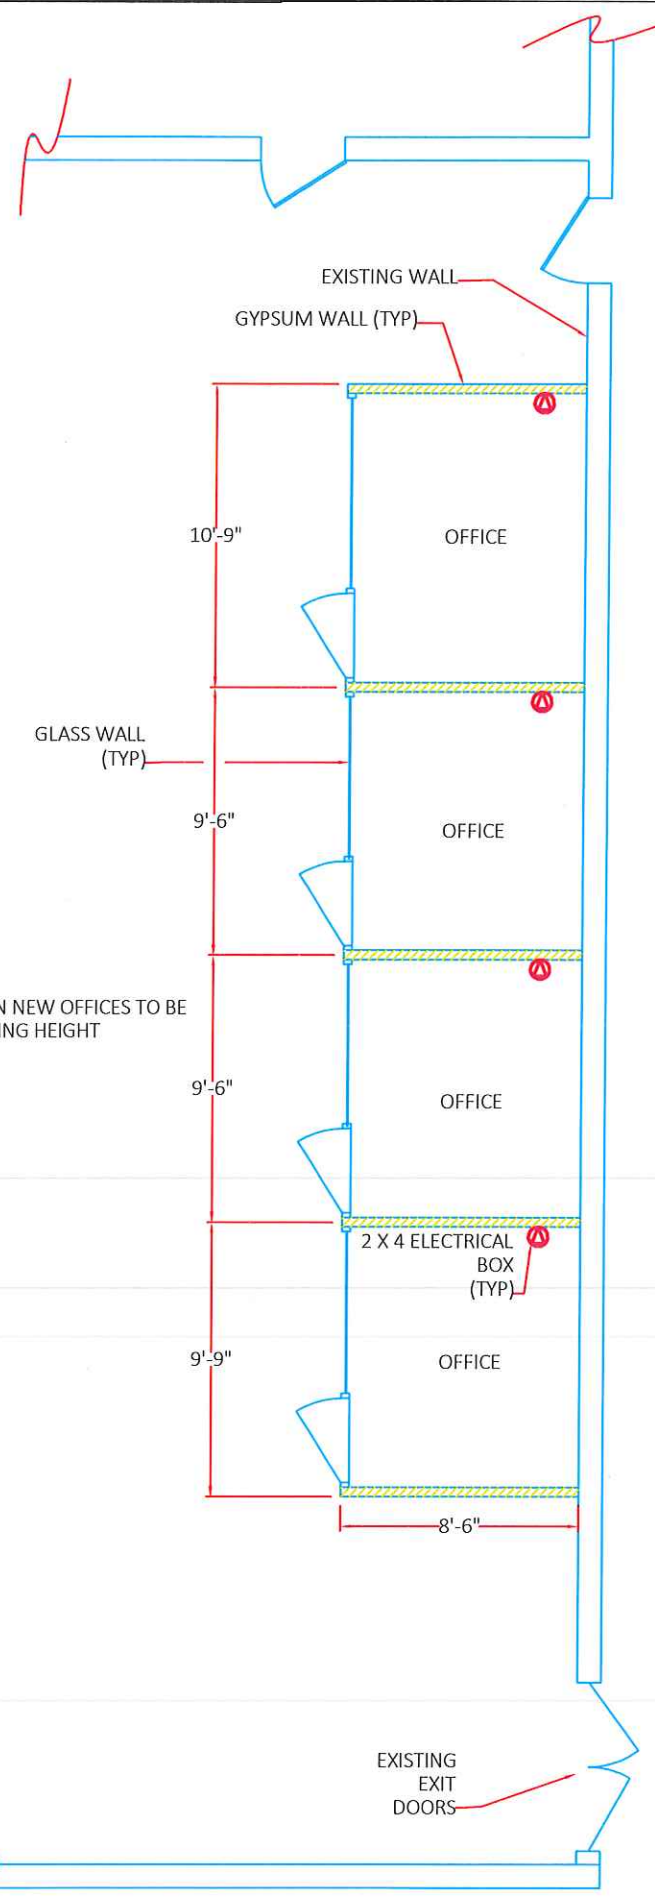 EXISTING WALL
GYPSUM WALL (TYP)
10'-9"
OFFICE
GLASS WALL
(TYP)
9'-6"
OFFICE
NEW OFFICES TO BE
HEIGHT
9'-6"
OFFICE
2 X 4 ELECTRICAL
BOX
(TYP)
9'-9"
OFFICE
8'-6"
EXISTING
EXIT
DOORS